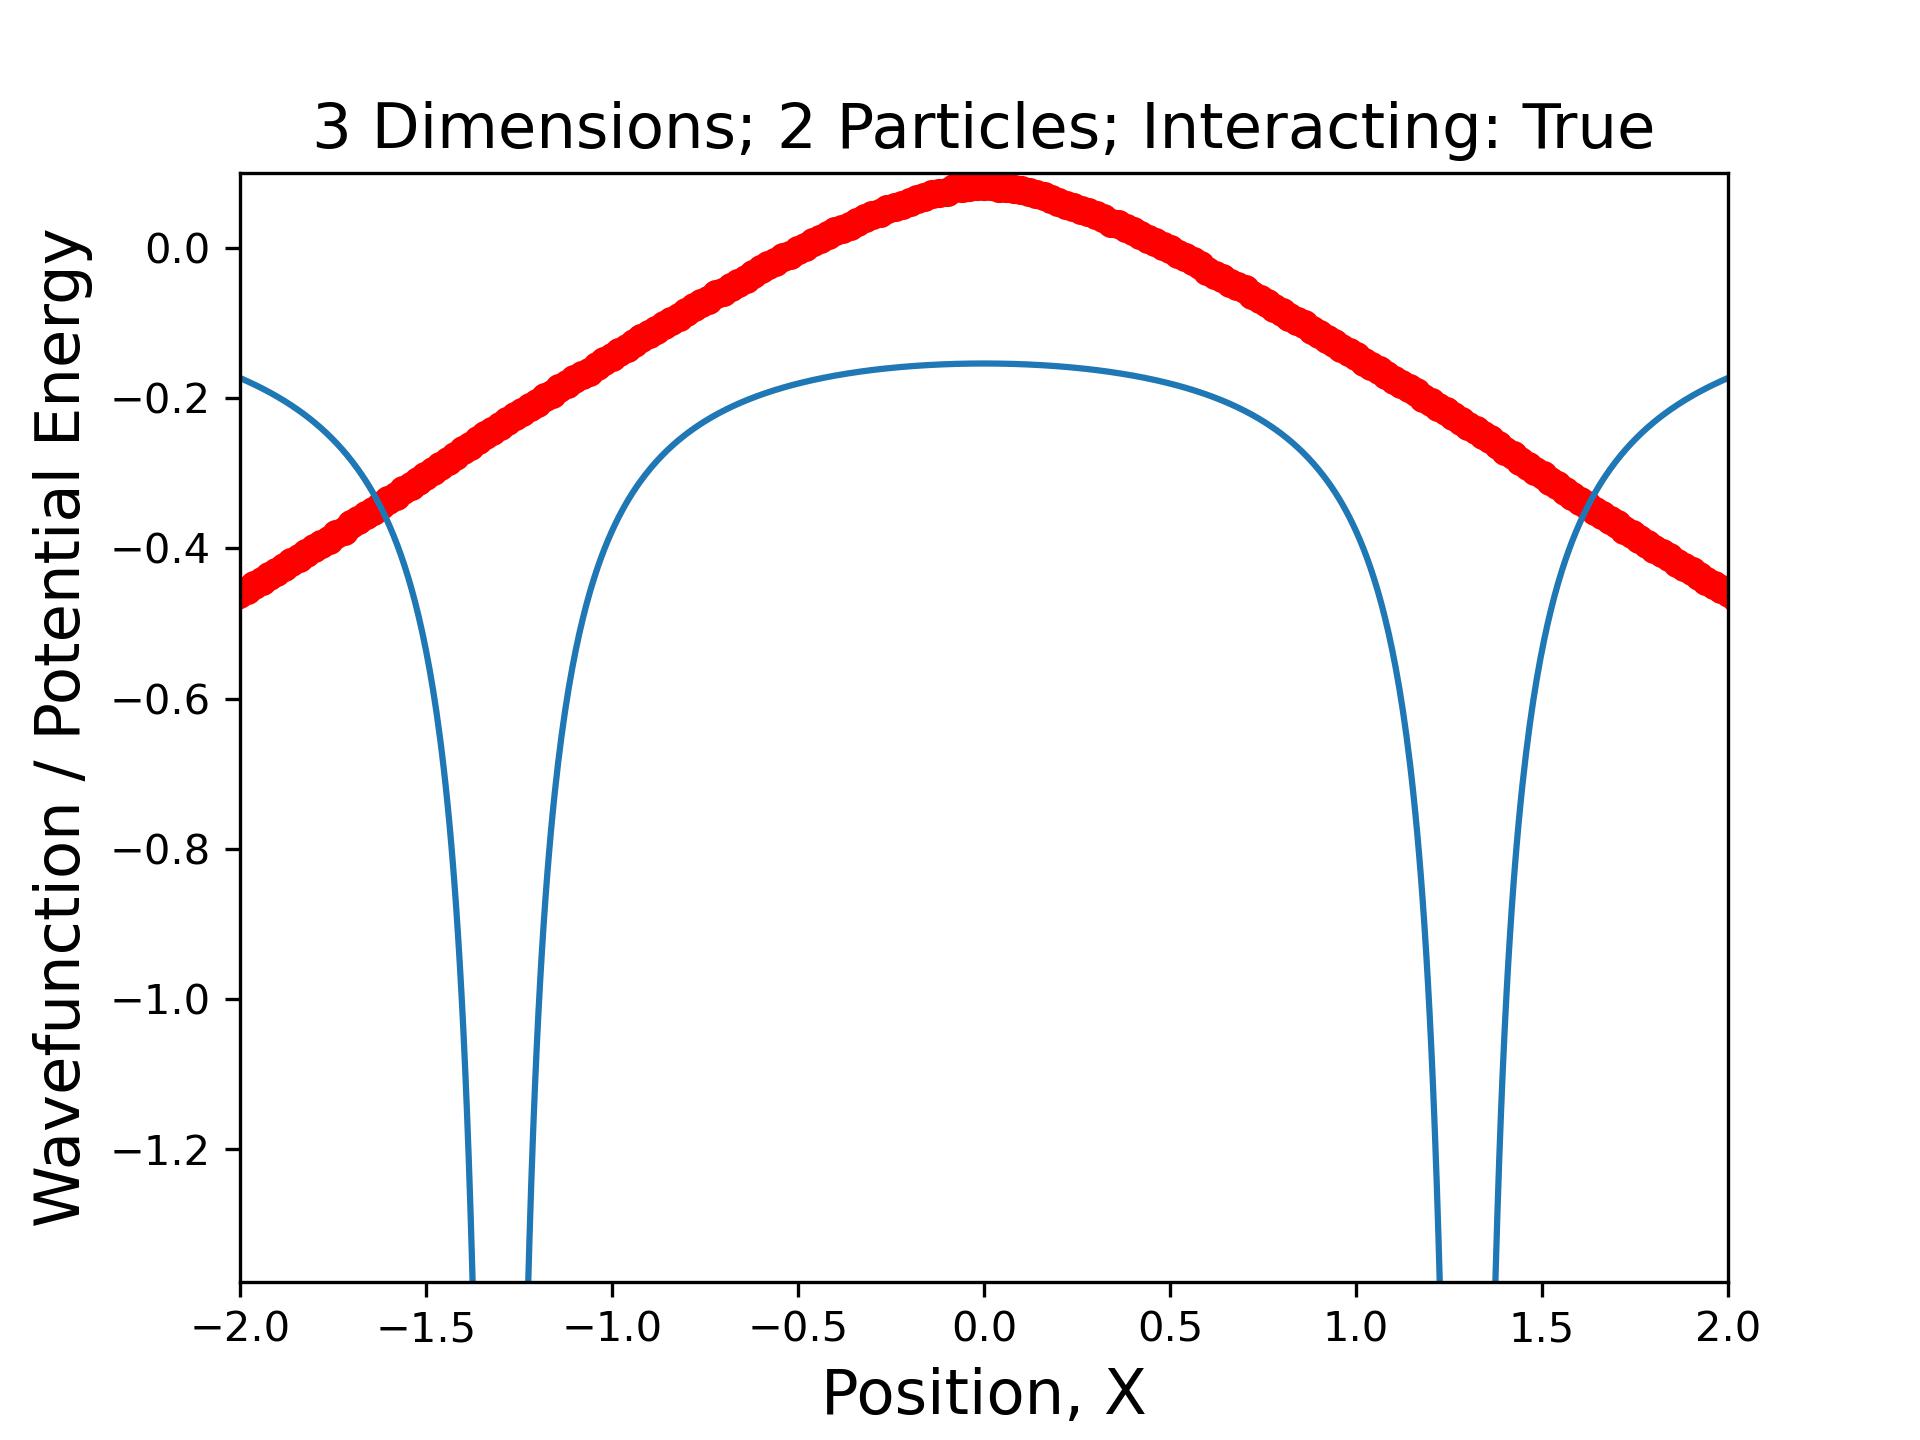 3 Dimensions; 2 Particles; Interacting: True
Wavefunction / Potential Energy
0.0
−0.2
−0.4
−0.6
−0.8
−1.0
−1.2
−2.0 −1.5 −1.0 −0.5 0.0 0.5 1.0 1.5 2.0
Position, X